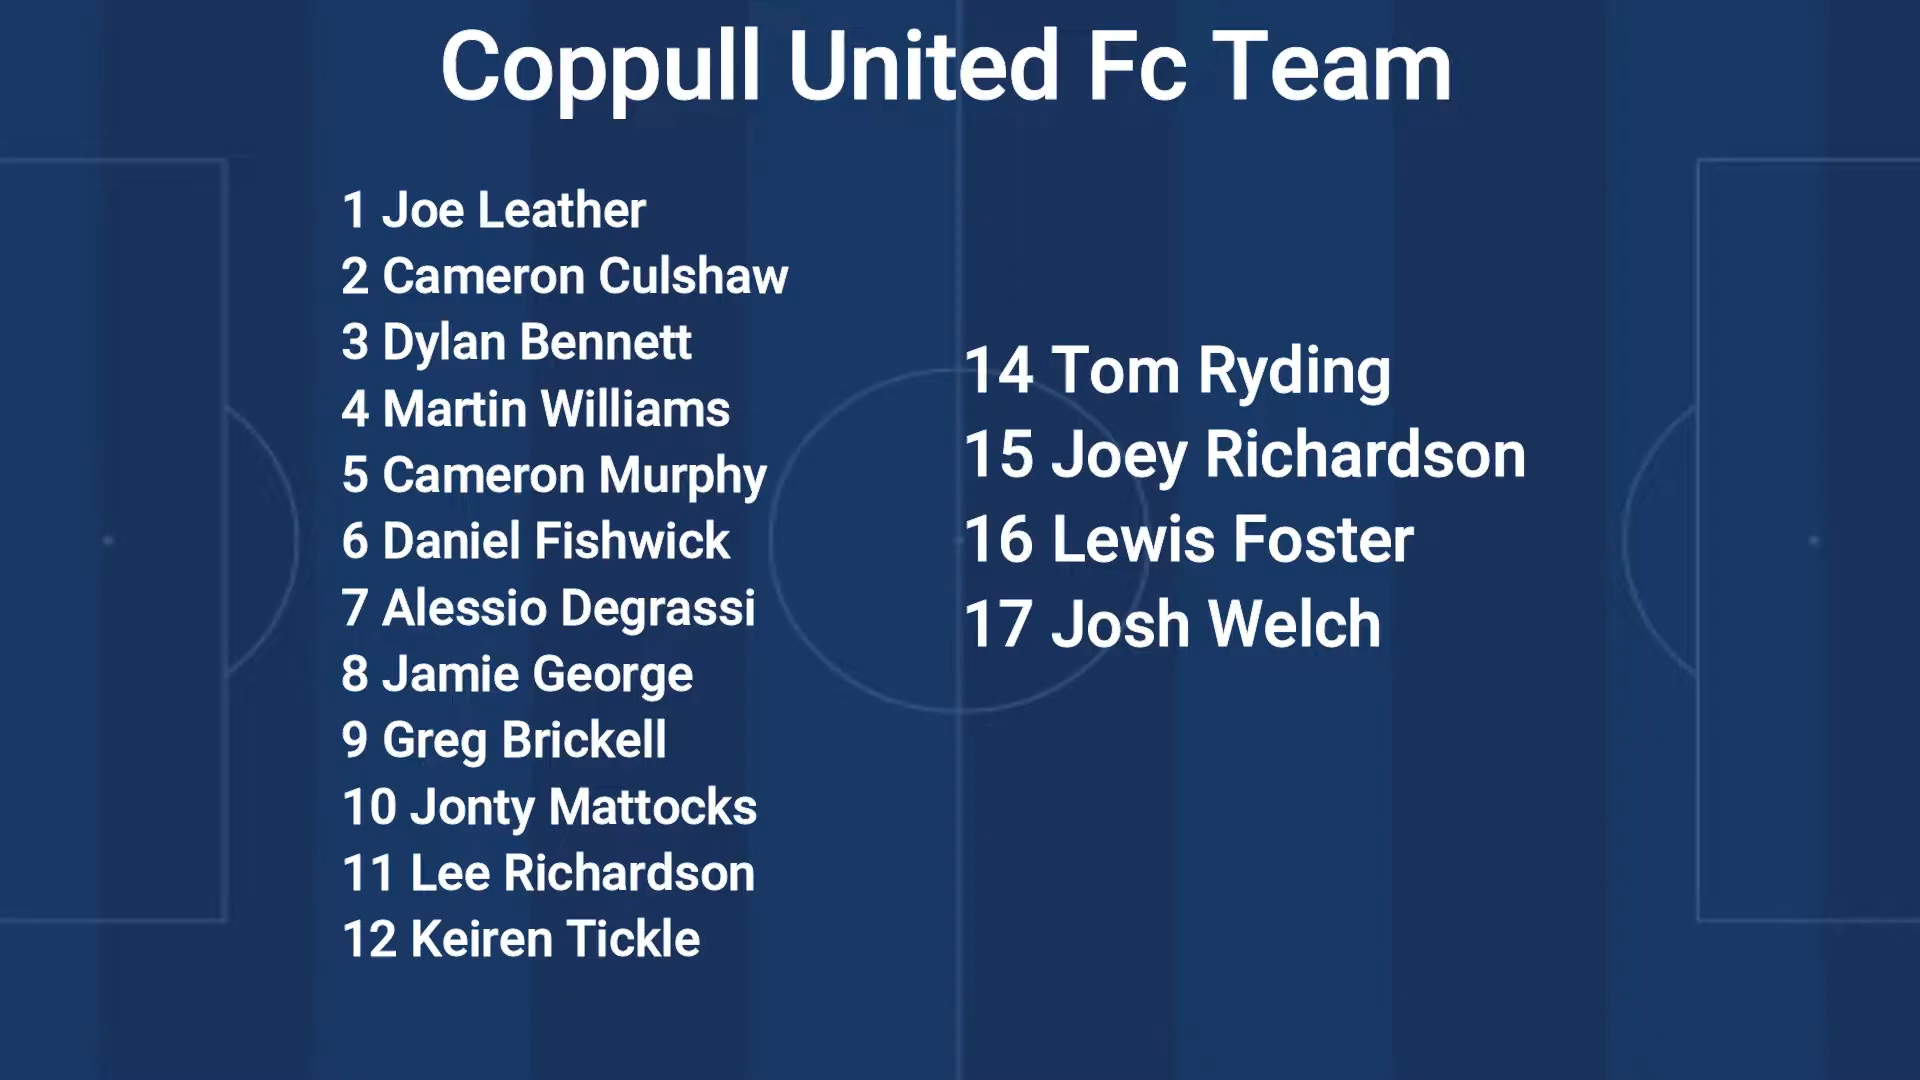 Coppull United Fc Team
1 Joe Leather
2 Cameron Culshaw
3 Dylan Bennett
4 Martin Williams
5 Cameron Murphy
6 Daniel Fishwick
7 Alessio Degrassi
8 Jamie George
9 Greg Brickell
10 Jonty Mattocks
11 Lee Richardson
12 Keiren Tickle
14 Tom Ryding
15 Joey Richardson
16 Lewis Foster
17 Josh Welch